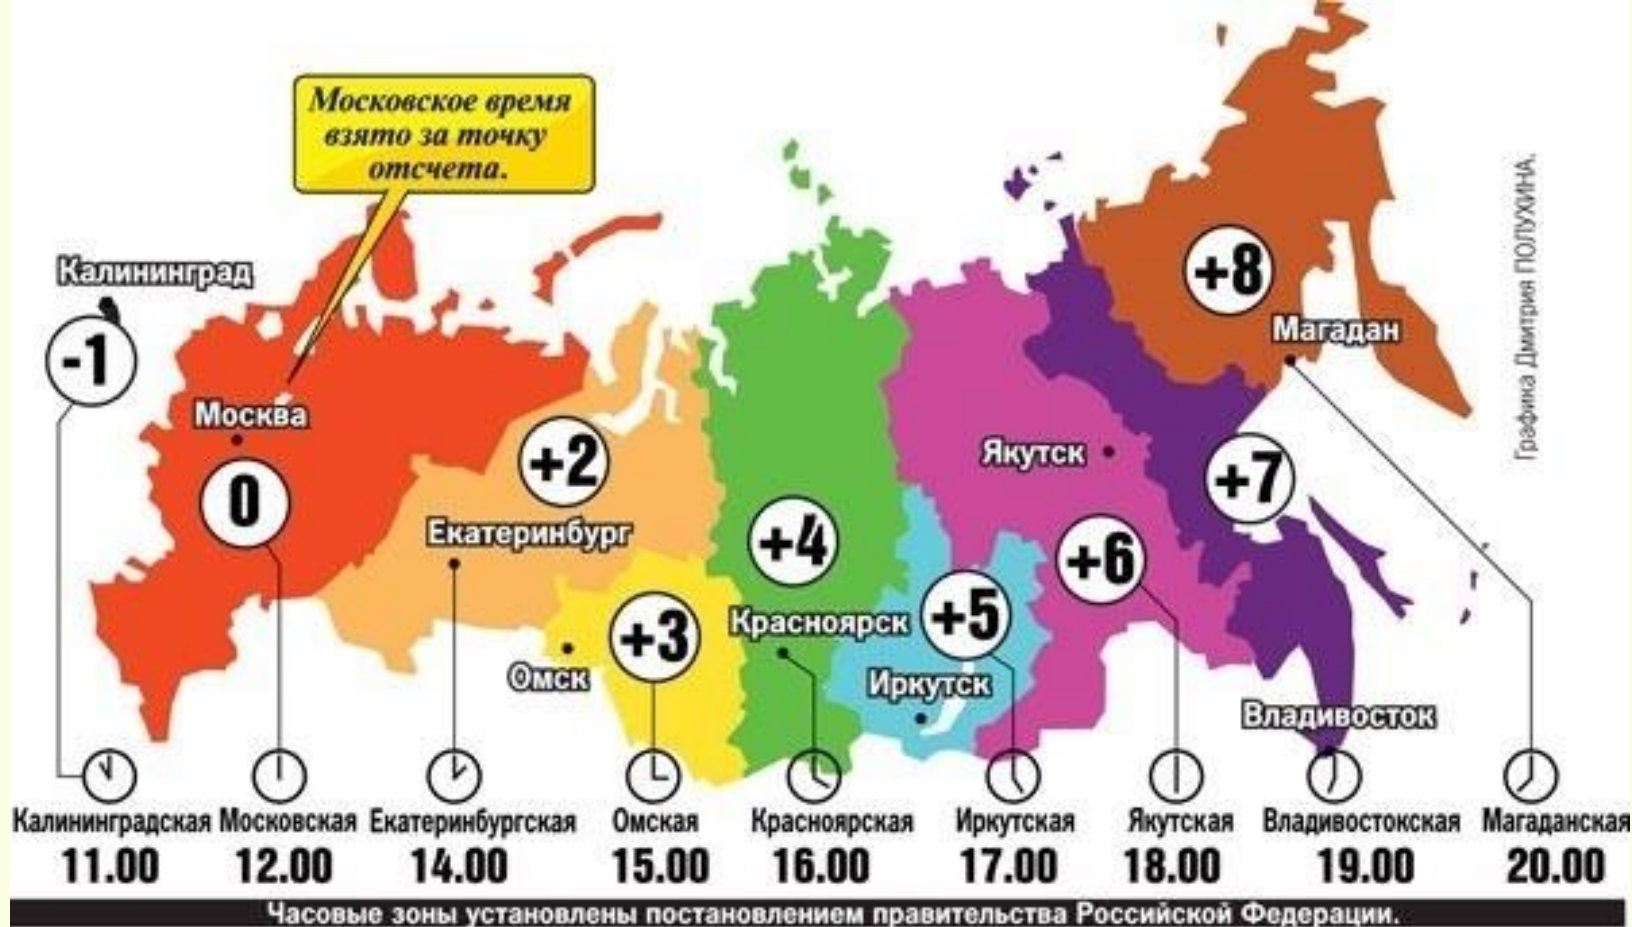 Московское время
взято за точку
отсчета.
Калининград
-1
Москва
0
+2
Екатеринбург
+3
Омск
+4
Красноярск
+5
Иркутск
Якутск
+6
+7
Владивосток
+8
Магадан
Графика Дмитрия ПОЛУХИНА.
Калининградская Московская Екатеринбургская Омская Красноярская Иркутская Якутская Владивостокская Магаданская
11.00 12.00 14.00 15.00 16.00 17.00 18.00 19.00 20.00
Часовые зоны установлены постановлением правительства Российской Федерации.